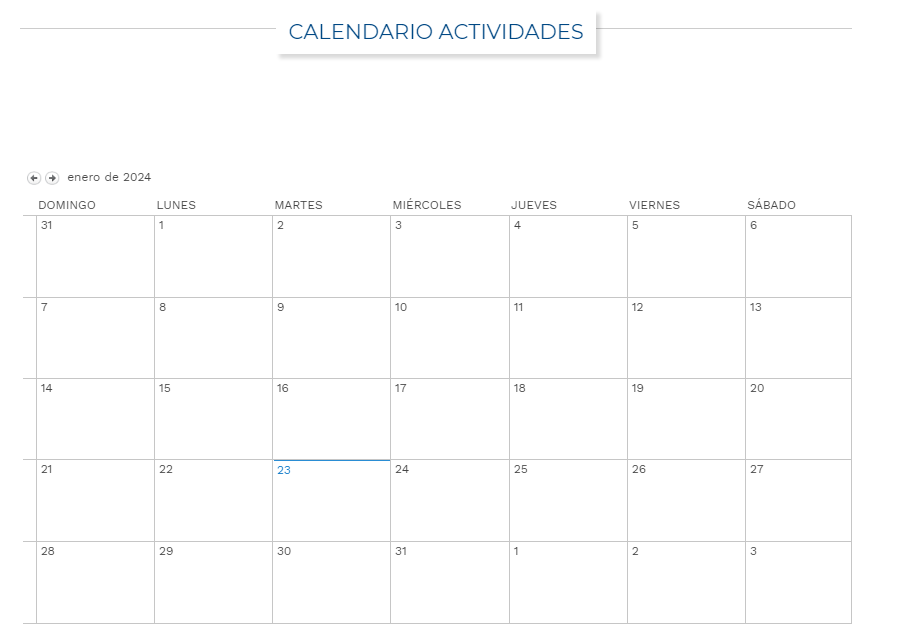 CALENDARIO ACTIVIDADES
enero de 2024
DOMINGO LUNES MARTES MIÉRCOLES JUEVES VIERNES SÁBADO
31 1 2 3 4 5 6
7 8 9 10 11 12 13
14 15 16 17 18 19 20
21 22 23 24 25 26 27
28 29 30 31 1 2 3